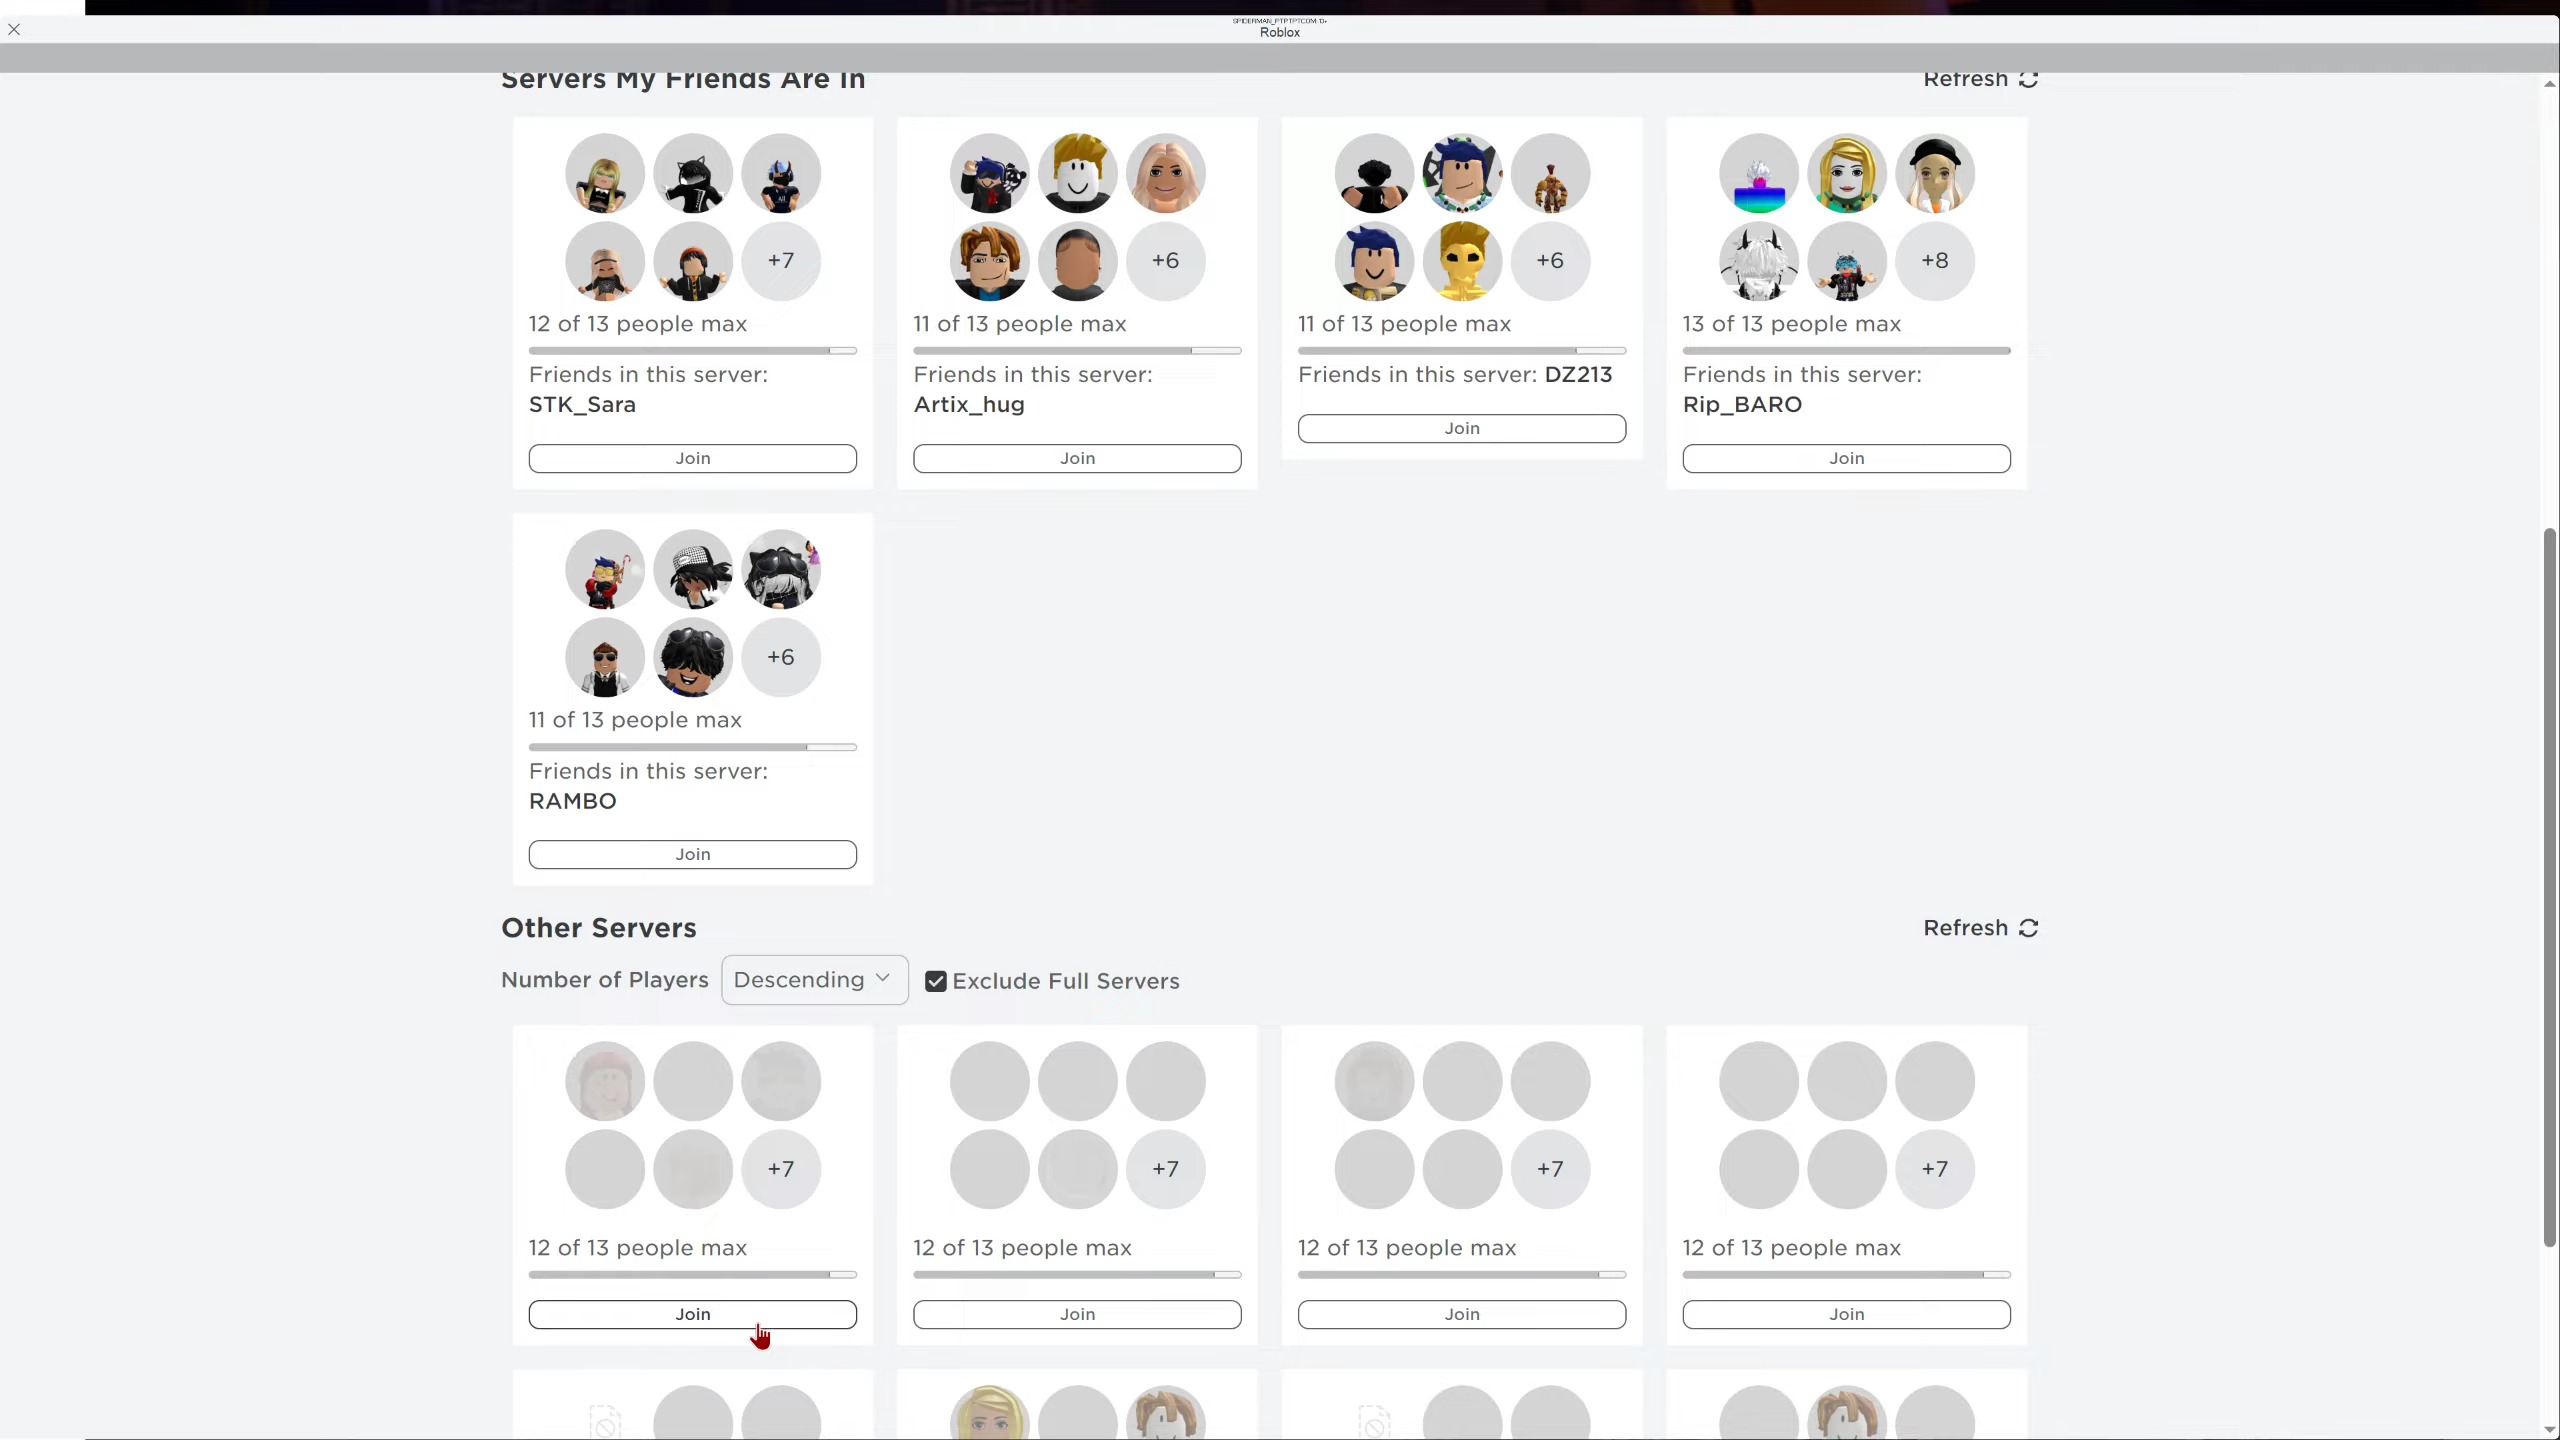 Roblox
Servers My Friends Are In
Refresh
+7
12 of 13 people max
Friends in this server:
STK_Sara
Join
+6
11 of 13 people max
Friends in this server:
Artix_hug
Join
+6
11 of 13 people max
Friends in this server: DZ213
Join
+8
13 of 13 people max
Friends in this server:
Rip_BARO
Join
+6
11 of 13 people max
Friends in this server:
RAMBO
Join
Other Servers
Refresh
Number of Players
Descending
Exclude Full Servers
+7
12 of 13 people max
Join
+7
12 of 13 people max
Join
+7
12 of 13 people max
Join
+7
12 of 13 people max
Join